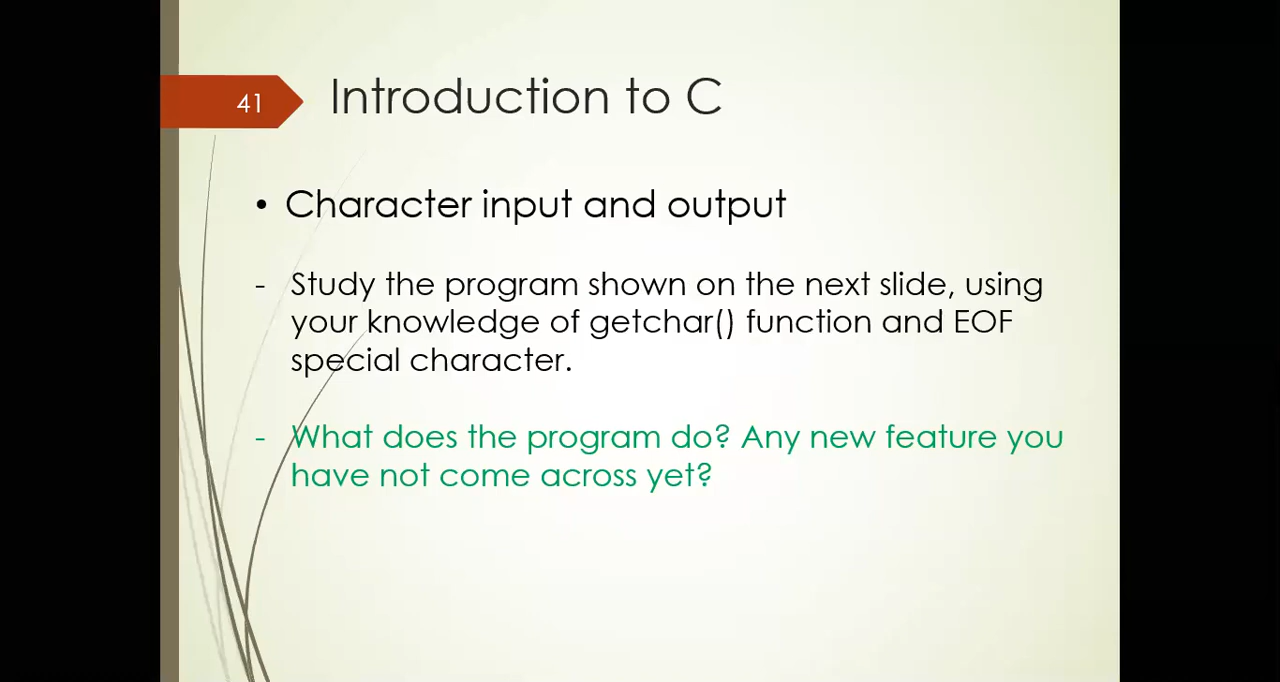 41
Introduction to C
• Character input and output
- Study the program shown on the next slide, using
your knowledge of getchar() function and EOF
special character.
- What does the program do? Any new feature you
have not come across yet?